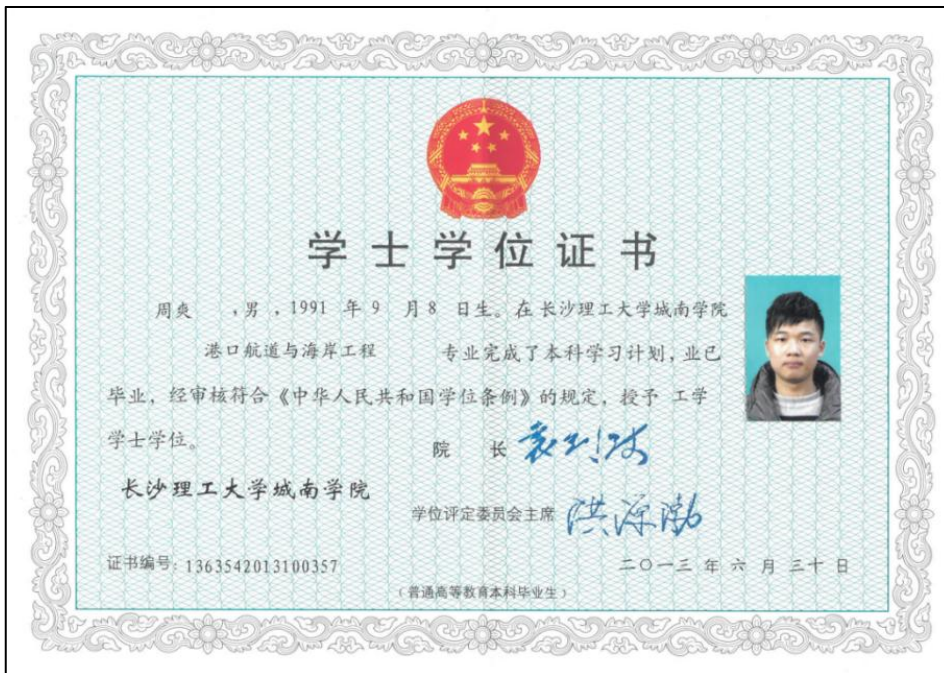 学士学位证书
周爽 ,男,1991 年 9 月 8 日生。在 长沙理工大学城南学院
港口航道与海岸工程 专业完成了本科学习计划,业已
毕业,经审核符合《中华人民共和国学位条例》的规定,授予 工学
学士学位。
院 长
长沙理工大学城南学院
学位评定委员会主席 洪源渤
证书编号:1363542013100357
二〇一三 年 六 月 三十 日
(普通高等教育本科毕业生)